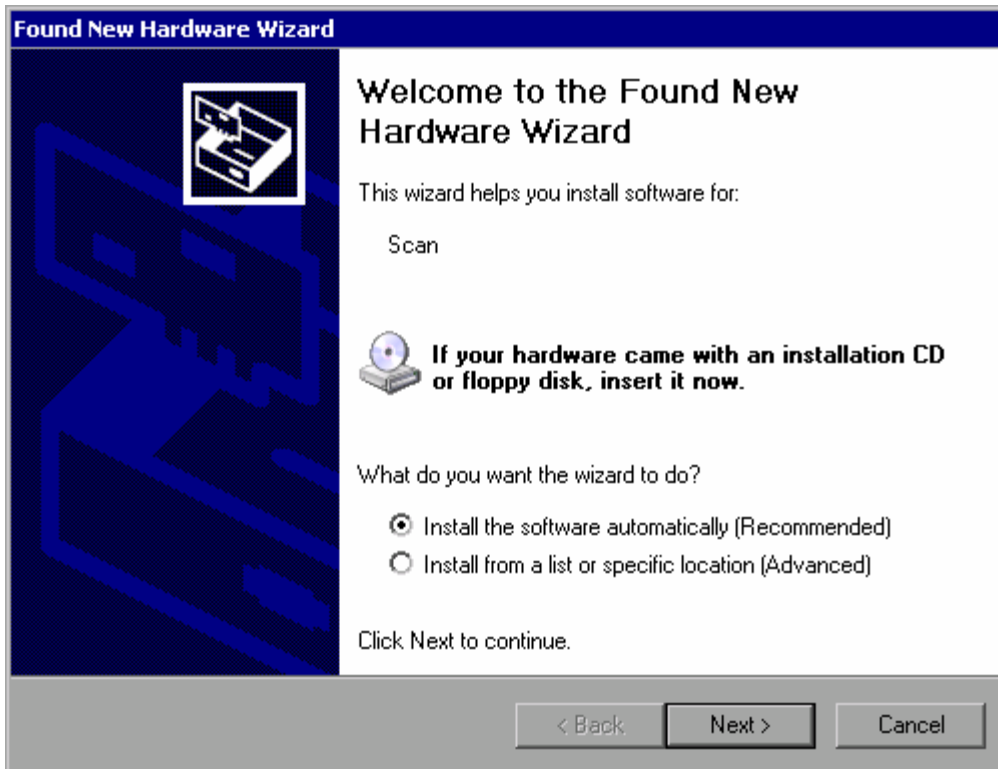 Found New Hardware Wizard
Welcome to the Found New
Hardware Wizard
This wizard helps you install software for:
Scan
If your hardware came with an installation CD
or floppy disk, insert it now.
What do you want the wizard to do?
Install the software automatically (Recommended)
Install from a list or specific location (Advanced)
Click Next to continue.
< Back
Next >
Cancel